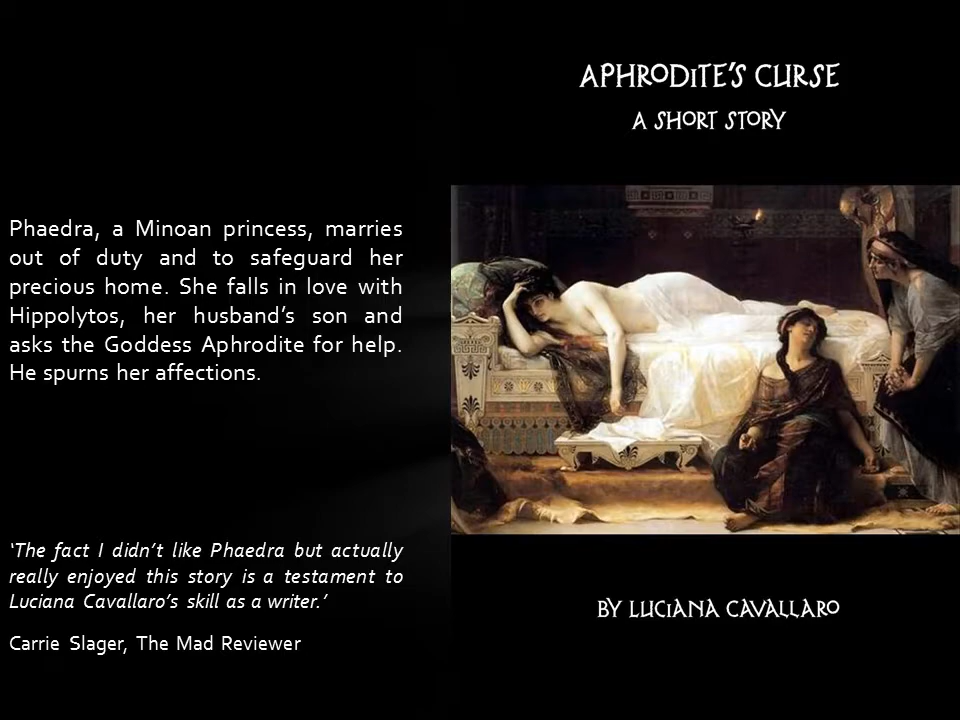 Phaedra, a Minoan princess, marries
out of duty and to safeguard her
precious home. She falls in love with
Hippolytos, her husband’s son and
asks the Goddess Aphrodite for help.
He spurns her affections.
‘The fact I didn’t like Phaedra but actually
really enjoyed this story is a testament to
Luciana Cavallaro’s skill as a writer.’
Carrie Slager, The Mad Reviewer
APHRODITE’S CURSE
A SHORT STORY
BY LUCIANA CAVALLARO